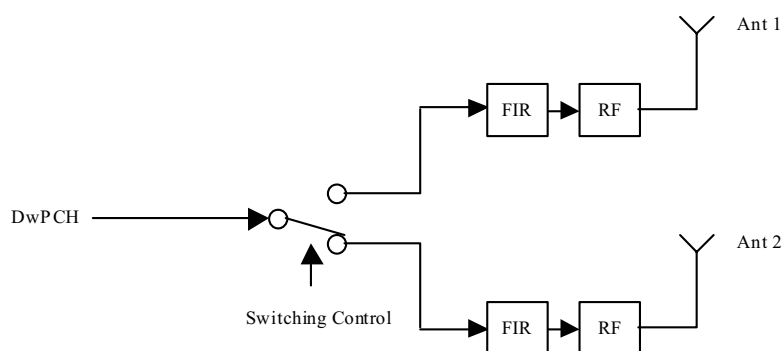 Ant 1
FIR
RF
DwPCH
Ant 2
Switching Control
FIR
RF